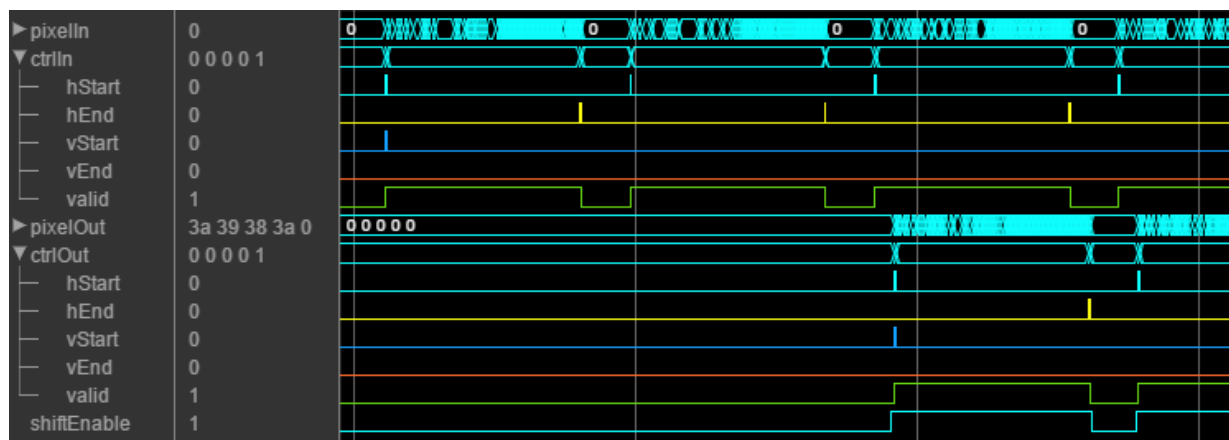 pixelIn 0 0 0 0 0
ctrlIn 0 0 0 0 1
hStart 0
hEnd 0
vStart 0
vEnd 0
valid 1
pixelOut 3a 39 38 3a 0 0 0 0 0 0
ctrlOut 0 0 0 0 1
hStart 0
hEnd 0
vStart 0
vEnd 0
valid 1
shiftEnable 1